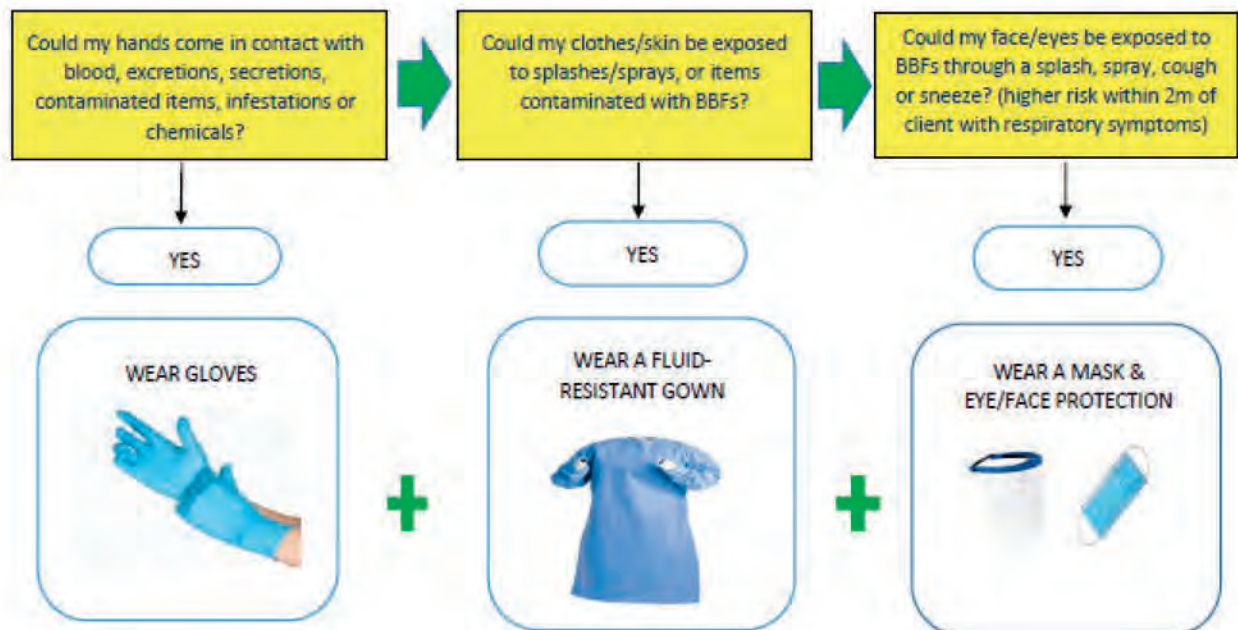 Could my hands come in contact with
blood, excretions, secretions,
contaminated items, infestations or
chemicals?
Could my clothes/skin be exposed
to splashes/sprays, or items
contaminated with BBFs?
Could my face/eyes be exposed to
BBFs through a splash, spray, cough
or sneeze? (higher risk within 2m of
client with respiratory symptoms)
YES
YES
YES
WEAR GLOVES
WEAR A FLUID-
RESISTANT GOWN
WEAR A MASK &
EYE/FACE PROTECTION